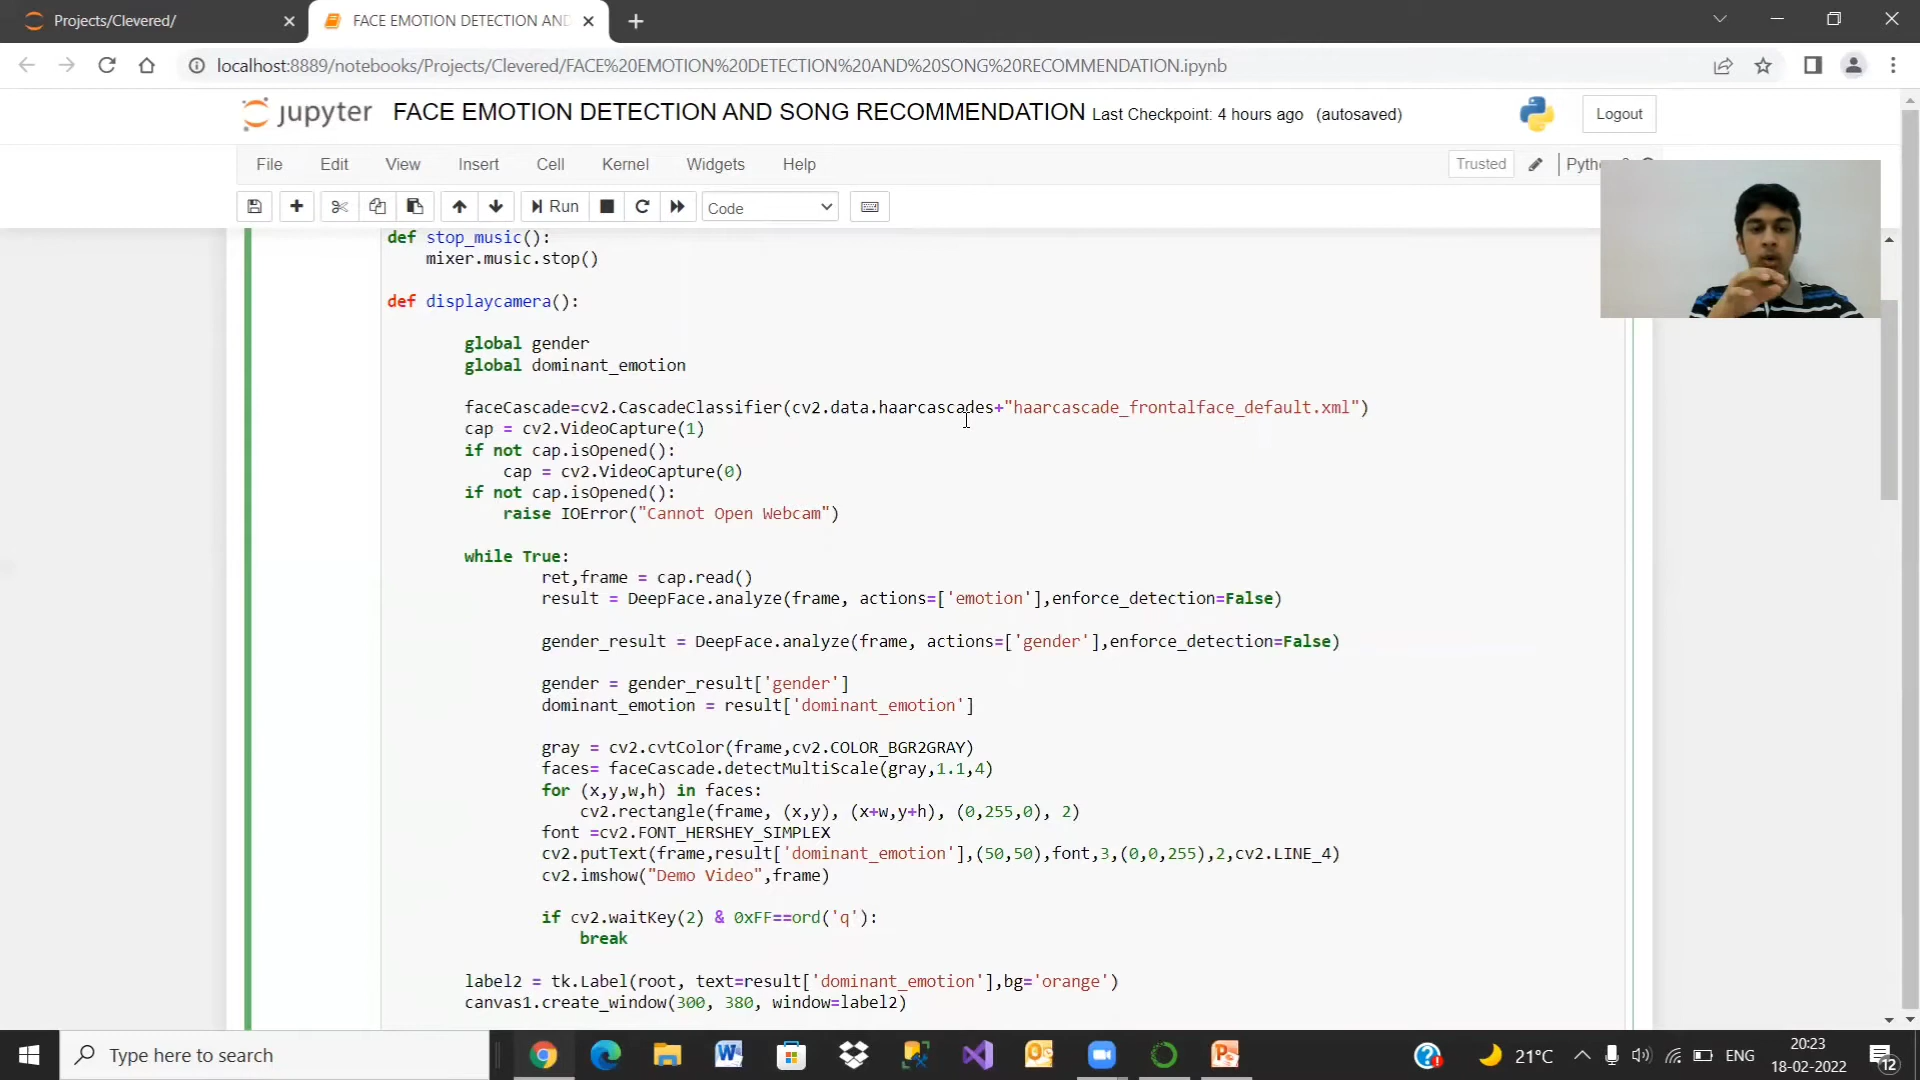 Projects/Clevered/
FACE EMOTION DETECTION AND
localhost:8889/notebooks/Projects/Clevered/FACE%20EMOTION%20DETECTION%20AND%20SONG%20RECOMMENDATION.ipynb
jupyter FACE EMOTION DETECTION AND SONG RECOMMENDATION Last Checkpoint: 4 hours ago (autosaved)
Logout
File Edit View Insert Cell Kernel Widgets Help
Trusted
Run
Code
def stop_music():
    mixer.music.stop()
def displaycamera():
        global gender
        global dominant_emotion
        faceCascade=cv2.CascadeClassifier(cv2.data.haarcascades+"haarcascade_frontalface_default.xml")
        cap = cv2.VideoCapture(1)
        if not cap.isOpened():
            cap = cv2.VideoCapture(0)
        if not cap.isOpened():
            raise IOError("Cannot Open Webcam")
        while True:
                ret,frame = cap.read()
                result = DeepFace.analyze(frame, actions=['emotion'],enforce_detection=False)
                gender_result = DeepFace.analyze(frame, actions=['gender'],enforce_detection=False)
                gender = gender_result['gender']
                dominant_emotion = result['dominant_emotion']
                gray = cv2.cvtColor(frame,cv2.COLOR_BGR2GRAY)
                faces= faceCascade.detectMultiScale(gray,1.1,4)
                for (x,y,w,h) in faces:
                    cv2.rectangle(frame, (x,y), (x+w,y+h), (0,255,0), 2)
                font =cv2.FONT_HERSHEY_SIMPLEX
                cv2.putText(frame,result['dominant_emotion'],(50,50),font,3,(0,0,255),2,cv2.LINE_4)
                cv2.imshow("Demo Video",frame)
                if cv2.waitKey(2) & 0xFF==ord('q'):
                    break
        label2 = tk.Label(root, text=result['dominant_emotion'],bg='orange')
        canvas1.create_window(300, 380, window=label2)
Type here to search
21°C
ENG
20:23
18-02-2022
12